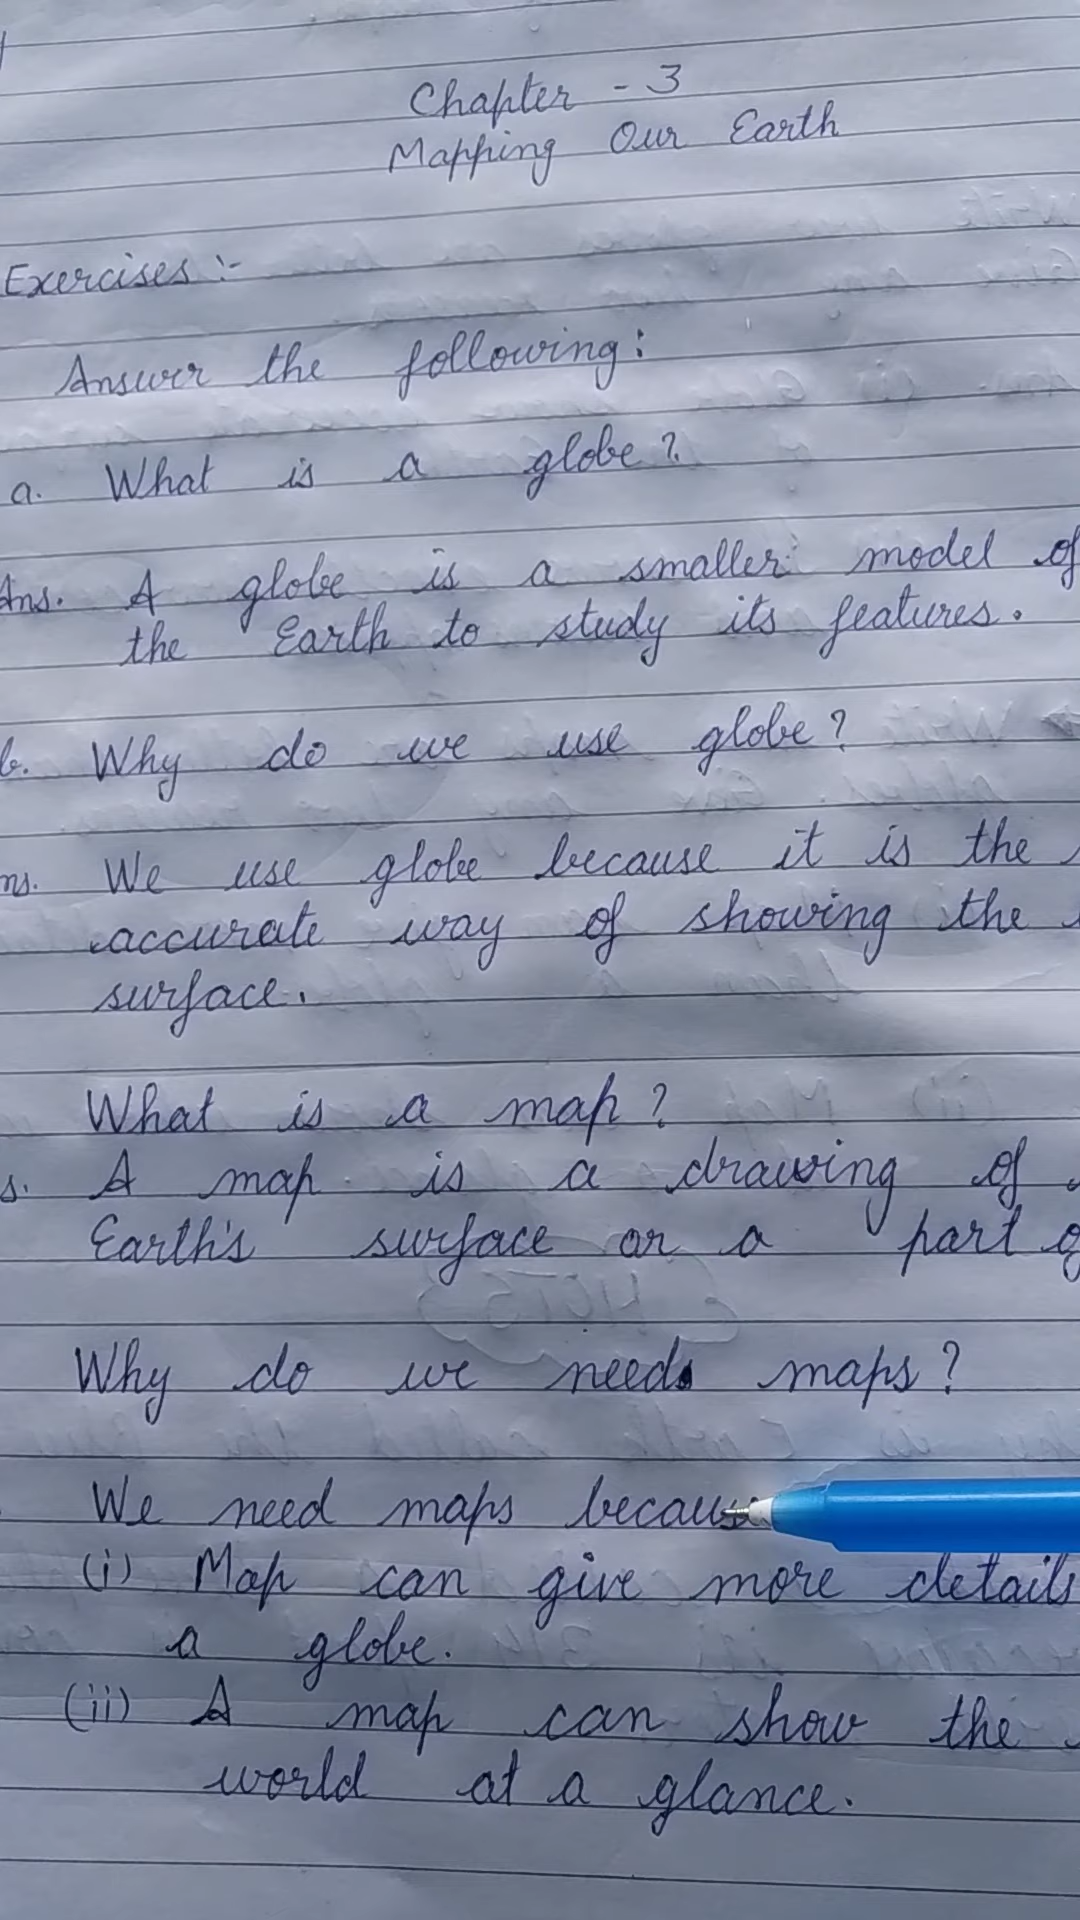 Chapter - 3
Mapping Our Earth
Exercises :-
Answer the following:
a. What is a globe?
Ans. A globe is a smaller model of
the Earth to study its features.
b. Why do we use globe?
ns. We use globe because it is the
accurate way of showing the
surface.
What is a map?
s. A map is a drawing of
Earth's surface or a part of
Why do we need maps?
We need maps because
(i) Map can give more details
a globe.
(ii) A map can show the
world at a glance.